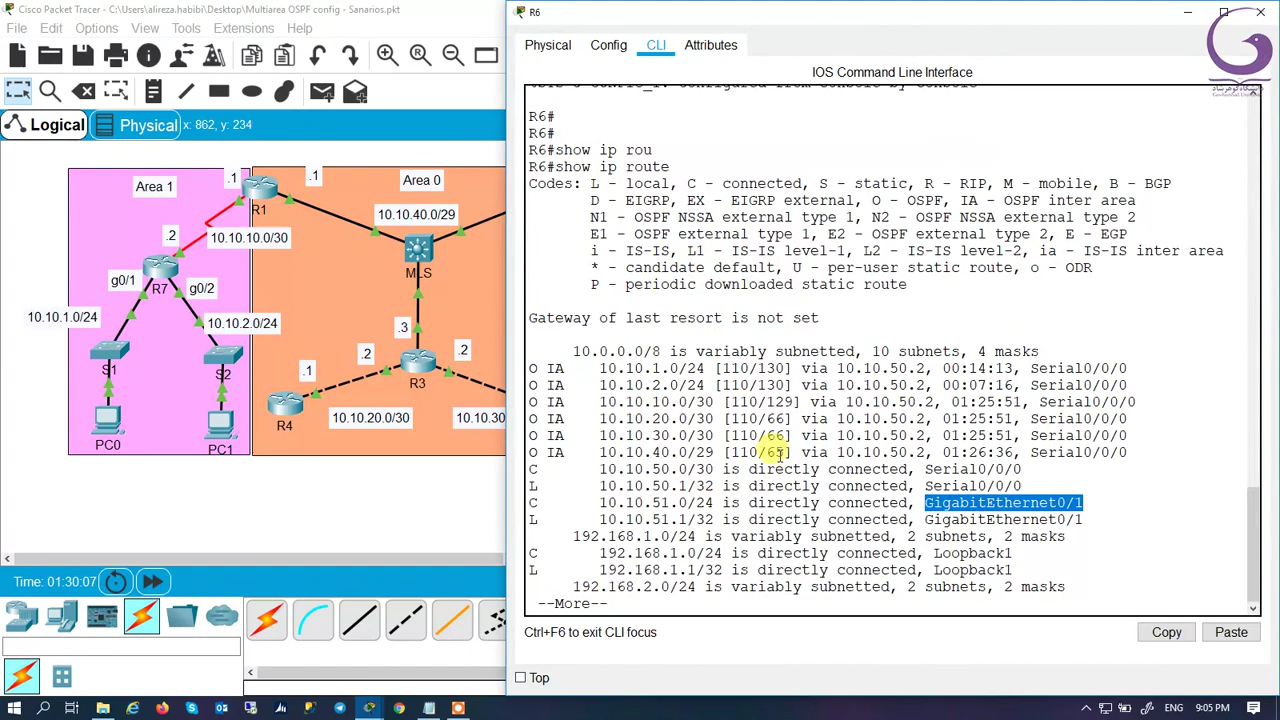 Cisco Packet Tracer - C:\Users\alireza.habibi\Desktop\Multiarea OSPF config - Sanarios.pkt
File Edit Options View Tools Extensions Help
Logical Physical x: 862, y: 234
Area 1
.1
.1
Area 0
R1
10.10.40.0/29
.2
10.10.10.0/30
MLS
g0/1
R7
g0/2
10.10.1.0/24
10.10.2.0/24
.3
.2
.2
S1
S2
.1
R3
R4
10.10.20.0/30
10.10.30
PC0
PC1
Time: 01:30:07
R6
Physical Config CLI Attributes
IOS Command Line Interface
R6#
R6#
R6#show ip rou
R6#show ip route
Codes: L - local, C - connected, S - static, R - RIP, M - mobile, B - BGP
D - EIGRP, EX - EIGRP external, O - OSPF, IA - OSPF inter area
N1 - OSPF NSSA external type 1, N2 - OSPF NSSA external type 2
E1 - OSPF external type 1, E2 - OSPF external type 2, E - EGP
i - IS-IS, L1 - IS-IS level-1, L2 - IS-IS level-2, ia - IS-IS inter area
* - candidate default, U - per-user static route, o - ODR
P - periodic downloaded static route
Gateway of last resort is not set
10.0.0.0/8 is variably subnetted, 10 subnets, 4 masks
O IA 10.10.1.0/24 [110/130] via 10.10.50.2, 00:14:13, Serial0/0/0
O IA 10.10.2.0/24 [110/130] via 10.10.50.2, 00:07:16, Serial0/0/0
O IA 10.10.10.0/30 [110/129] via 10.10.50.2, 01:25:51, Serial0/0/0
O IA 10.10.20.0/30 [110/66] via 10.10.50.2, 01:25:51, Serial0/0/0
O IA 10.10.30.0/30 [110/66] via 10.10.50.2, 01:25:51, Serial0/0/0
O IA 10.10.40.0/29 [110/65] via 10.10.50.2, 01:26:36, Serial0/0/0
C 10.10.50.0/30 is directly connected, Serial0/0/0
L 10.10.50.1/32 is directly connected, Serial0/0/0
C 10.10.51.0/24 is directly connected, GigabitEthernet0/1
L 10.10.51.1/32 is directly connected, GigabitEthernet0/1
192.168.1.0/24 is variably subnetted, 2 subnets, 2 masks
C 192.168.1.0/24 is directly connected, Loopback1
L 192.168.1.1/32 is directly connected, Loopback1
192.168.2.0/24 is variably subnetted, 2 subnets, 2 masks
--More--
Ctrl+F6 to exit CLI focus
Copy Paste
Top
ENG 9:05 PM